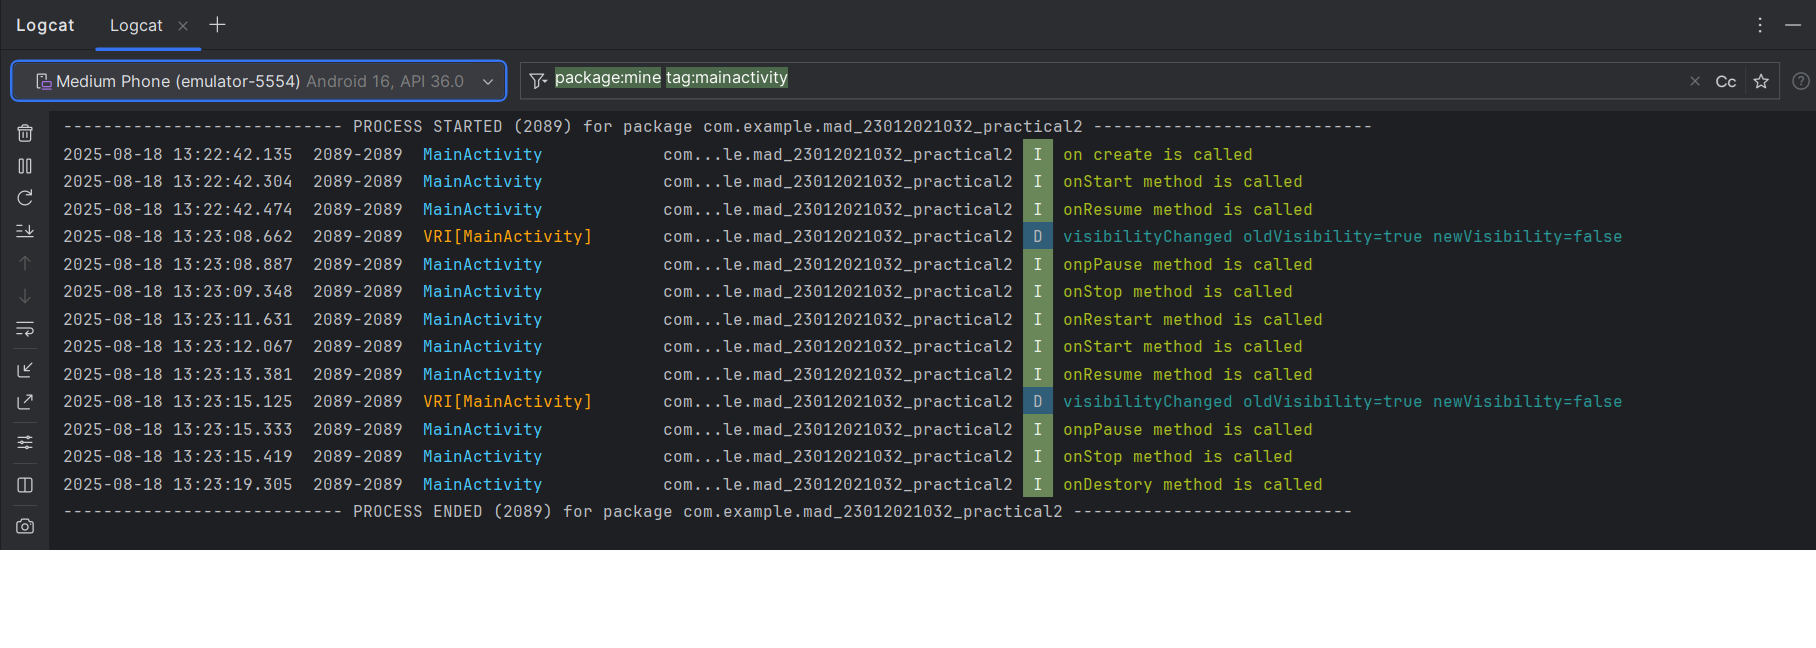 Logcat Logcat
Medium Phone (emulator-5554) Android 16, API 36.0 package:mine tag:mainactivity Cc
---------------------------- PROCESS STARTED (2089) for package com.example.mad_23012021032_practical2 ----------------------------
2025-08-18 13:22:42.135 2089-2089 MainActivity com...le.mad_23012021032_practical2 I on create is called
2025-08-18 13:22:42.304 2089-2089 MainActivity com...le.mad_23012021032_practical2 I onStart method is called
2025-08-18 13:22:42.474 2089-2089 MainActivity com...le.mad_23012021032_practical2 I onResume method is called
2025-08-18 13:23:08.662 2089-2089 VRI[MainActivity] com...le.mad_23012021032_practical2 D visibilityChanged oldVisibility=true newVisibility=false
2025-08-18 13:23:08.887 2089-2089 MainActivity com...le.mad_23012021032_practical2 I onpPause method is called
2025-08-18 13:23:09.348 2089-2089 MainActivity com...le.mad_23012021032_practical2 I onStop method is called
2025-08-18 13:23:11.631 2089-2089 MainActivity com...le.mad_23012021032_practical2 I onRestart method is called
2025-08-18 13:23:12.067 2089-2089 MainActivity com...le.mad_23012021032_practical2 I onStart method is called
2025-08-18 13:23:13.381 2089-2089 MainActivity com...le.mad_23012021032_practical2 I onResume method is called
2025-08-18 13:23:15.125 2089-2089 VRI[MainActivity] com...le.mad_23012021032_practical2 D visibilityChanged oldVisibility=true newVisibility=false
2025-08-18 13:23:15.333 2089-2089 MainActivity com...le.mad_23012021032_practical2 I onpPause method is called
2025-08-18 13:23:15.419 2089-2089 MainActivity com...le.mad_23012021032_practical2 I onStop method is called
2025-08-18 13:23:19.305 2089-2089 MainActivity com...le.mad_23012021032_practical2 I onDestory method is called
---------------------------- PROCESS ENDED (2089) for package com.example.mad_23012021032_practical2 ----------------------------